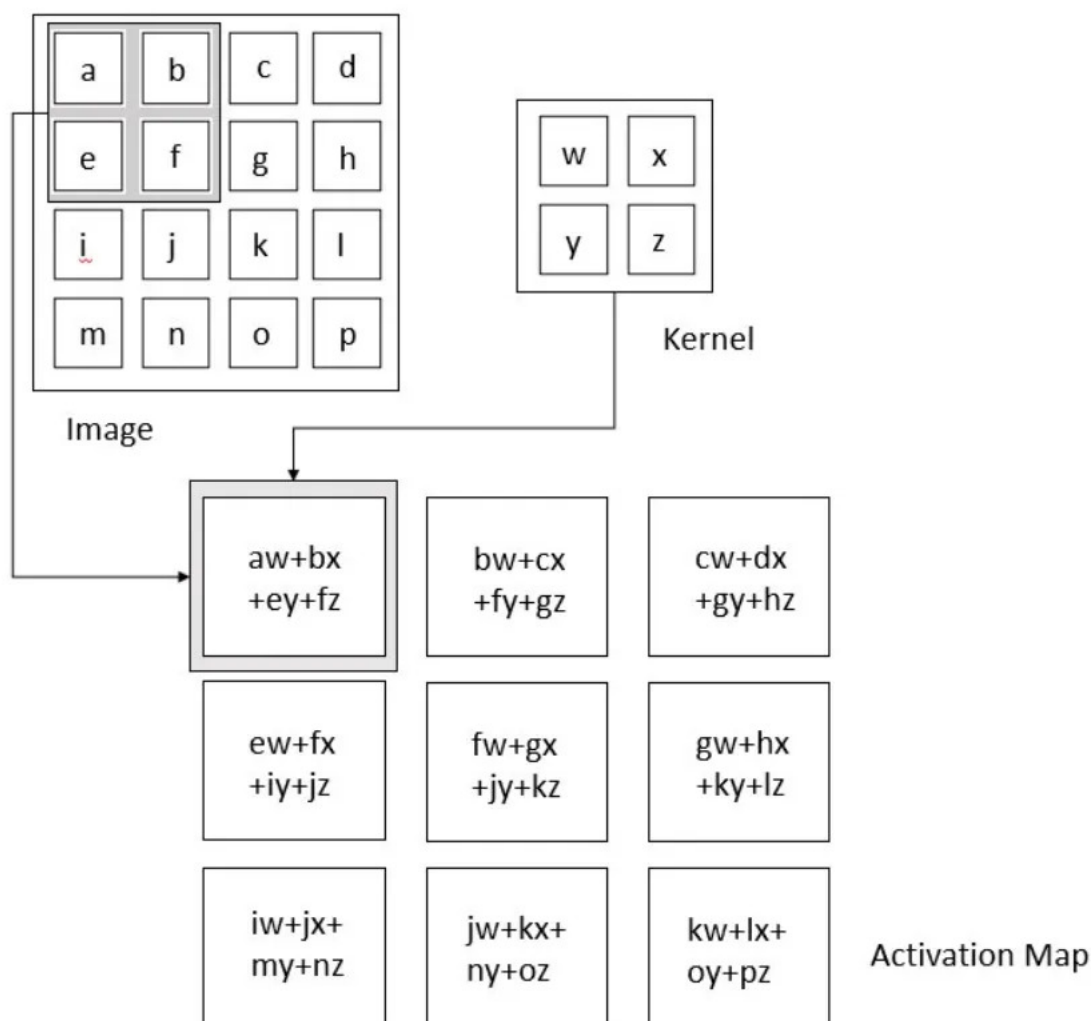 a b c d
e f g h
i j k l
m n o p
Image
w x
y z
Kernel
aw+bx
+ey+fz
bw+cx
+fy+gz
cw+dx
+gy+hz
ew+fx
+iy+jz
fw+gx
+jy+kz
gw+hx
+ky+lz
iw+jx+
my+nz
jw+kx+
ny+oz
kw+lx+
oy+pz
Activation Map